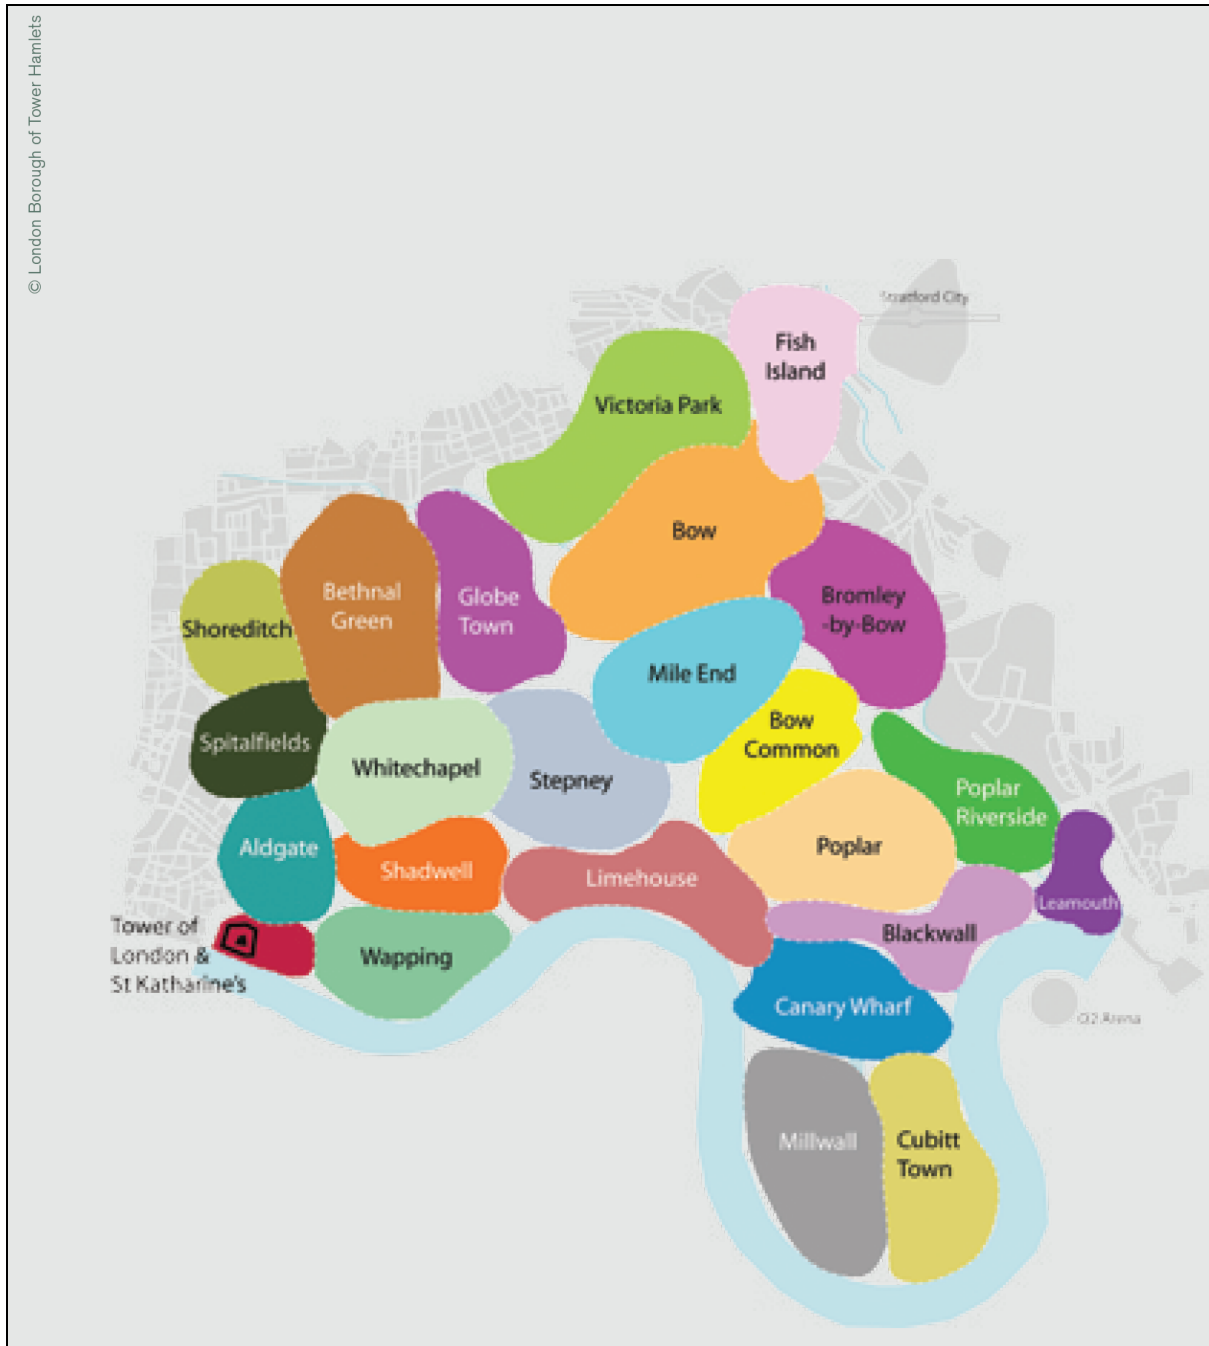 © London Borough of Tower Hamlets
Stratford City
Fish
Island
Victoria Park
Bow
Bethnal
Green
Globe
Town
Bromley
-by-Bow
Shoreditch
Mile End
Bow
Common
Spitalfields
Whitechapel
Stepney
Poplar
Riverside
Aldgate
Shadwell
Limehouse
Poplar
Leamouth
Tower of
London &
St Katharine's
Wapping
Blackwall
Canary Wharf
O2 Arena
Millwall
Cubitt
Town